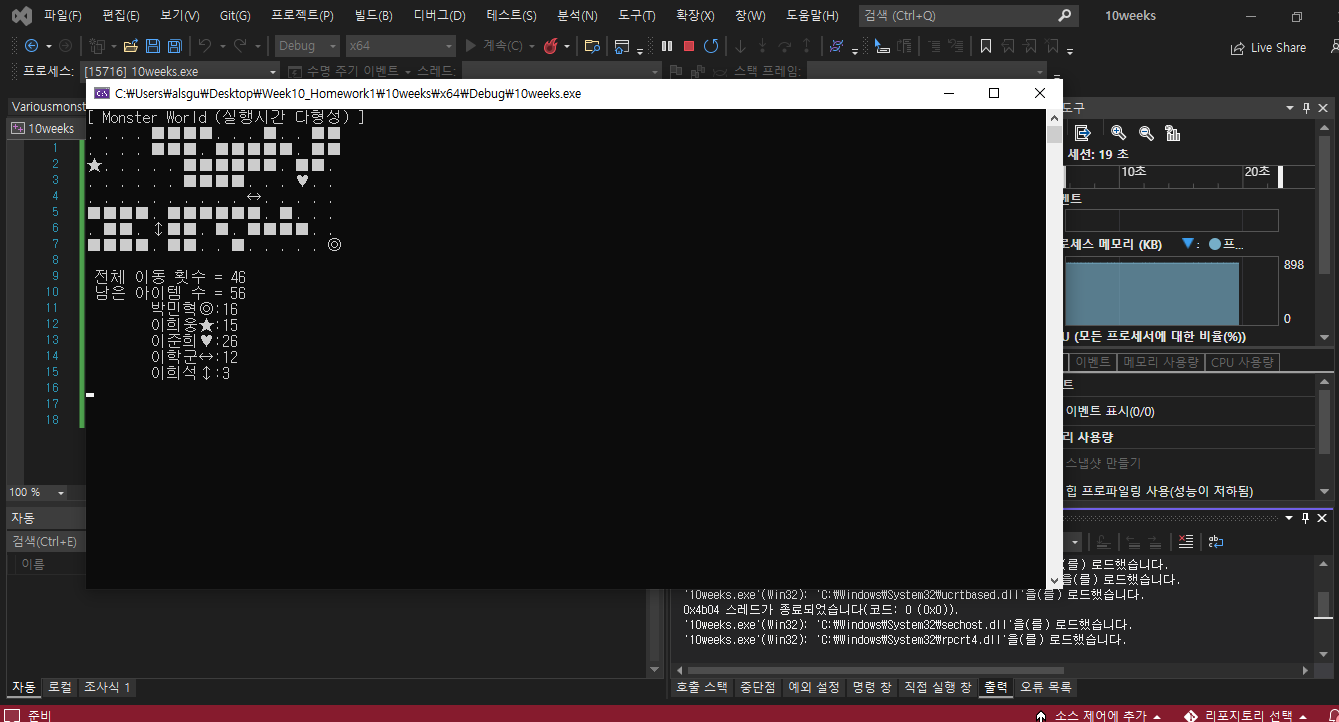 파일(F) 편집(E) 보기(V) Git(G) 프로젝트(P) 빌드(B) 디버그(D) 테스트(S) 분석(N) 도구(T) 확장(X) 창(W) 도움말(H) 검색 (Ctrl+Q) 10weeks
Debug x64 계속(C) Live Share
프로세스: [15716] 10weeks.exe 수명 주기 이벤트 스레드: 스택 프레임:
C:₩Users₩alsgu₩Desktop₩Week10_Homework1₩10weeks₩x64₩Debug₩10weeks.exe
Variousmonst
10weeks
1
2
3
4
5
6
7
8
9
10
11
12
13
14
15
16
17
18
[ Monster World (실행시간 다형성) ]
. . . . ■■■■. . . ■. . ■■
. . . . ■■■. ■■■■■. ■■
★. . . . . ■■■■■■. ■■.
. . . . . . ■■■■. . . ♥. .
. . . . . . . . . . ↔. . . . .
■■■■. ■■■■■■. ■. . .
. ■■. ↕■■. ■. ■■■■. .
■■■■. ■■. . ■. . . . . ◎
전체 이동 횟수 = 46
남은 아이템 수 = 56
박민혁◎:16
이희웅★:15
이준희♥:26
이학군↔:12
이희석↕:3
100 %
자동
검색(Ctrl+E)
이름
자동 로컬 조사식 1
도구
세션: 19 초
10초 20초
벤트
로세스 메모리 (KB) : 프...
898
0
U (모든 프로세서에 대한 비율(%))
이벤트 메모리 사용량 CPU 사용량
트
이벤트 표시(0/0)
리 사용량
스냅샷 만들기
힙 프로파일링 사용(성능이 저하됨)
(를) 로드했습니다.
을(를) 로드했습니다.
'10weeks.exe'(Win32): 'C:₩Windows₩System32₩ucrtbased.dll'을(를) 로드했습니다.
0x4b04 스레드가 종료되었습니다(코드: 0 (0x0)).
'10weeks.exe'(Win32): 'C:₩Windows₩System32₩sechost.dll'을(를) 로드했습니다.
'10weeks.exe'(Win32): 'C:₩Windows₩System32₩rpcrt4.dll'을(를) 로드했습니다.
호출 스택 중단점 예외 설정 명령 창 직접 실행 창 출력 오류 목록
준비 소스 제어에 추가 리포지토리 선택